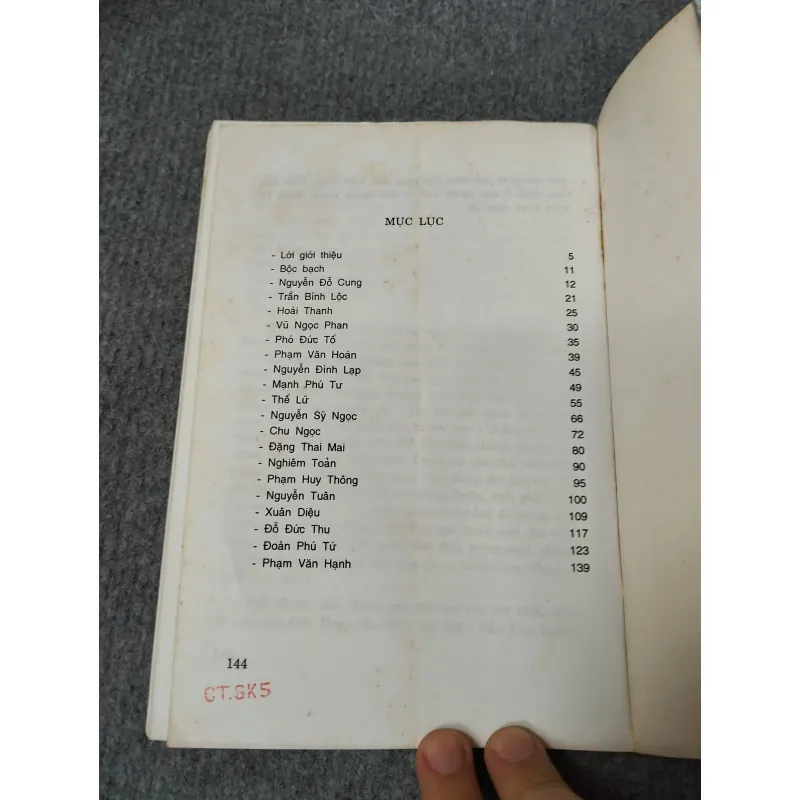 MỤC LỤC
- Lời giới thiệu 5
- Bộc bạch 11
- Nguyễn Đỗ Cung 12
- Trần Bình Lộc 21
- Hoài Thanh 25
- Vũ Ngọc Phan 30
- Phó Đức Tố 35
- Phạm Văn Hoàn 39
- Nguyễn Đình Lạp 45
- Mạnh Phú Tư 49
- Thế Lữ 55
- Nguyễn Sỹ Ngọc 66
- Chu Ngọc 72
- Đặng Thai Mai 80
- Nghiêm Toản 90
- Phạm Huy Thông 95
- Nguyễn Tuân 100
- Xuân Diệu 109
- Đỗ Đức Thu 117
- Đoàn Phú Tứ 123
- Phạm Văn Hạnh 139
144
CT.GK5